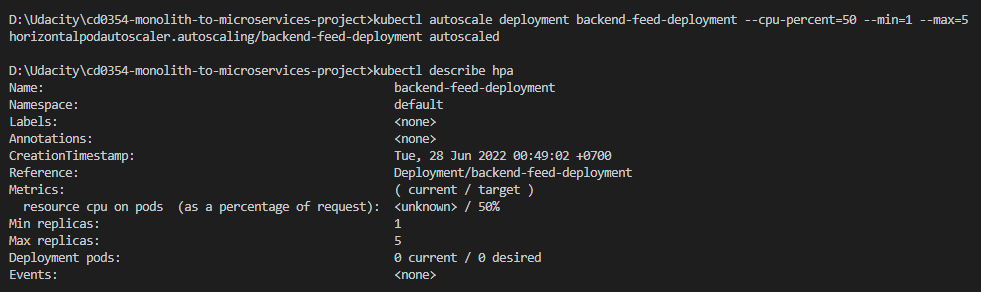 D:\Udacity\cd0354-monolith-to-microservices-project>kubectl autoscale deployment backend-feed-deployment --cpu-percent=50 --min=1 --max=5
horizontalpodautoscaler.autoscaling/backend-feed-deployment autoscaled
D:\Udacity\cd0354-monolith-to-microservices-project>kubectl describe hpa
Name: backend-feed-deployment
Namespace: default
Labels: <none>
Annotations: <none>
CreationTimestamp: Tue, 28 Jun 2022 00:49:02 +0700
Reference: Deployment/backend-feed-deployment
Metrics: ( current / target )
resource cpu on pods (as a percentage of request): <unknown> / 50%
Min replicas: 1
Max replicas: 5
Deployment pods: 0 current / 0 desired
Events: <none>